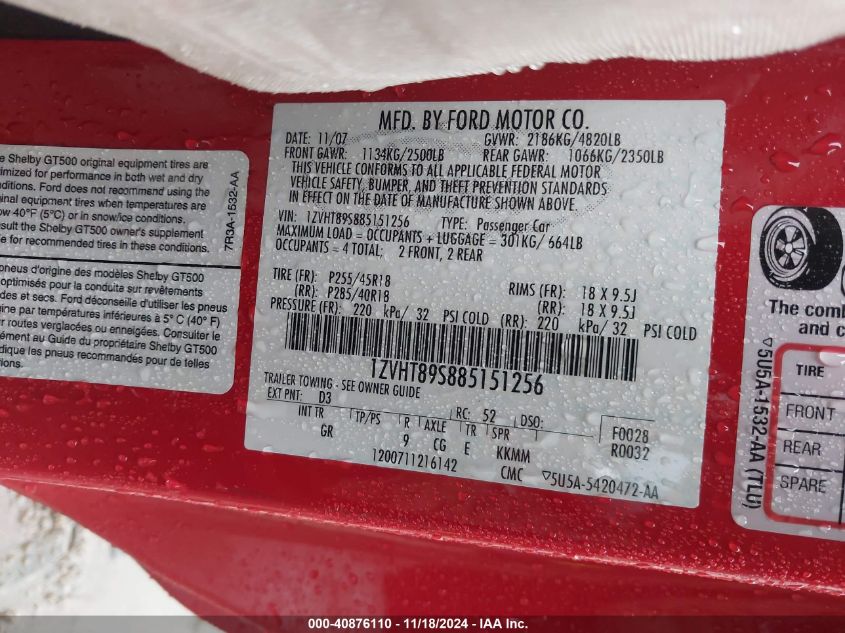 e Shelby GT500 original equipment tires are
imized for performance in both wet and dry
nditions. Ford does not recommend using the
ginal equipment tires when temperatures are
ow 40°F (5°C) or in snow/ice conditions.
sult the Shelby GT500 owner's supplement
e for recommended tires in these conditions.
7R3A-1532-AA
pneus d'origine des modèles Shelby GT500
optimisés pour la conduite sur revêtements
des et secs. Ford déconseille d'utiliser les pneus
gine par températures inférieures à 5° C (40° F)
r routes verglacées ou enneigées. Consulter le
ment au Guide du propriétaire Shelby GT500
dique les pneus recommandés pour de telles
itions.
MFD. BY FORD MOTOR CO.
DATE: 11/07 GVWR: 2186KG/4820LB
FRONT GAWR: 1134KG/2500LB REAR GAWR: 1066KG/2350LB
THIS VEHICLE CONFORMS TO ALL APPLICABLE FEDERAL MOTOR
VEHICLE SAFETY, BUMPER, AND THEFT PREVENTION STANDARDS
IN EFFECT ON THE DATE OF MANUFACTURE SHOWN ABOVE.
VIN: 1ZVHT89S885151256 TYPE: Passenger Car
MAXIMUM LOAD = OCCUPANTS + LUGGAGE = 301KG/ 664LB
OCCUPANTS = 4 TOTAL; 2 FRONT, 2 REAR
TIRE (FR): P255/45R18 RIMS (FR): 18 X 9.5J
(RR): P285/40R18 (RR): 18 X 9.5J
PRESSURE (FR): 220 kPa/ 32 PSI COLD (RR): 220 kPa/ 32 PSI COLD
1ZVHT89S885151256
TRAILER TOWING - SEE OWNER GUIDE
EXT PNT: D3 RC: 52 DSO:
INT TR TP/PS R AXLE TR SPR F0028
GR 9 CG E KKMM R0032
1200711216142 CMC ▽5U5A-5420472-AA
The comb
and c
▽5U5A-1532-AA (TLU)
TIRE
FRONT
REAR
SPARE
000-40876110 - 11/18/2024 - IAA Inc.